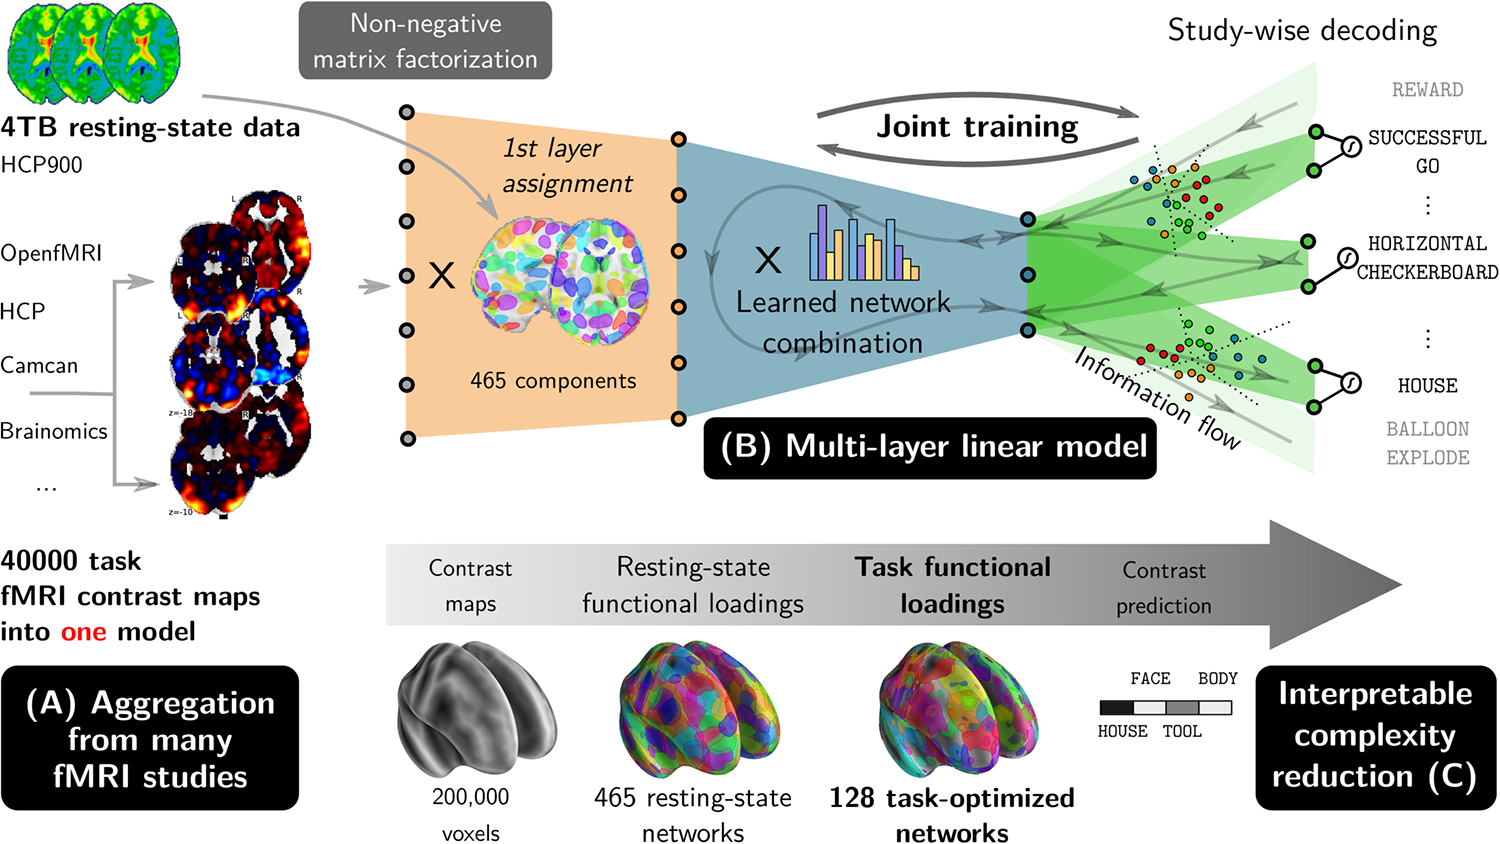 Non-negative
matrix factorization
4TB resting-state data
HCP900
OpenfMRI
HCP
Camcan
Brainomics
...
L
R
L
R
R
L
R
z=-18
R
z=-10
40000 task
fMRI contrast maps
into one model
(A) Aggregation
from many
fMRI studies
1st layer
assignment
X
465 components
Joint training
X
Learned network
combination
(B) Multi-layer linear model
Information flow
Study-wise decoding
REWARD
SUCCESSFUL
GO
⋮
HORIZONTAL
CHECKERBOARD
⋮
HOUSE
BALLOON
EXPLODE
Contrast
maps
Resting-state
functional loadings
Task functional
loadings
Contrast
prediction
200,000
voxels
465 resting-state
networks
128 task-optimized
networks
FACE BODY
HOUSE TOOL
Interpretable
complexity
reduction (C)